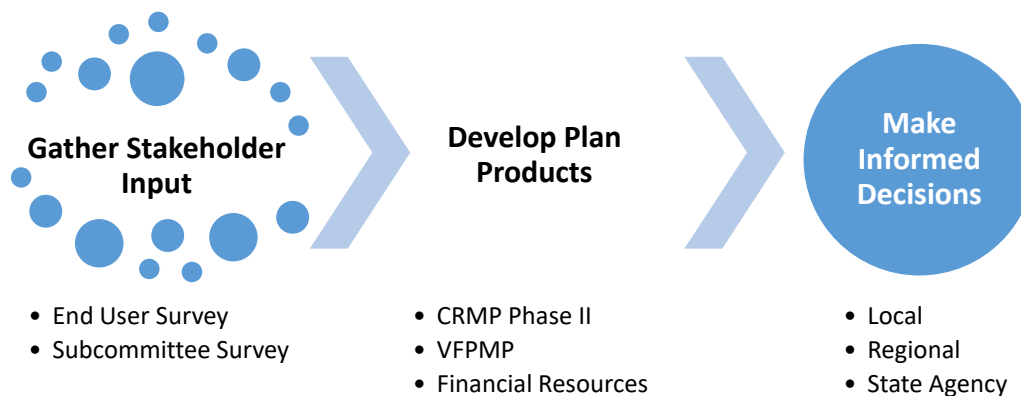 Gather Stakeholder
Input
• End User Survey
• Subcommittee Survey
Develop Plan
Products
• CRMP Phase II
• VFPMP
• Financial Resources
Make
Informed
Decisions
• Local
• Regional
• State Agency